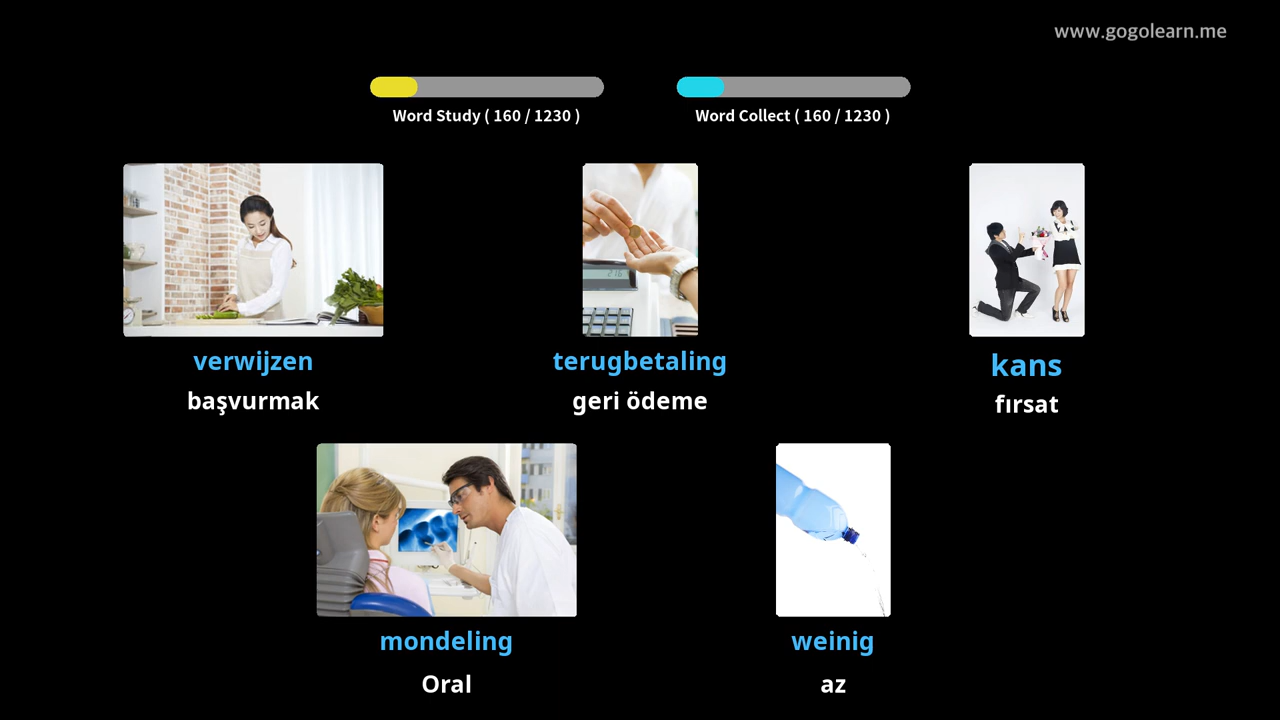 www.gogolearn.me
Word Study ( 160 / 1230 )
Word Collect ( 160 / 1230 )
verwijzen
başvurmak
terugbetaling
geri ödeme
kans
fırsat
mondeling
Oral
weinig
az